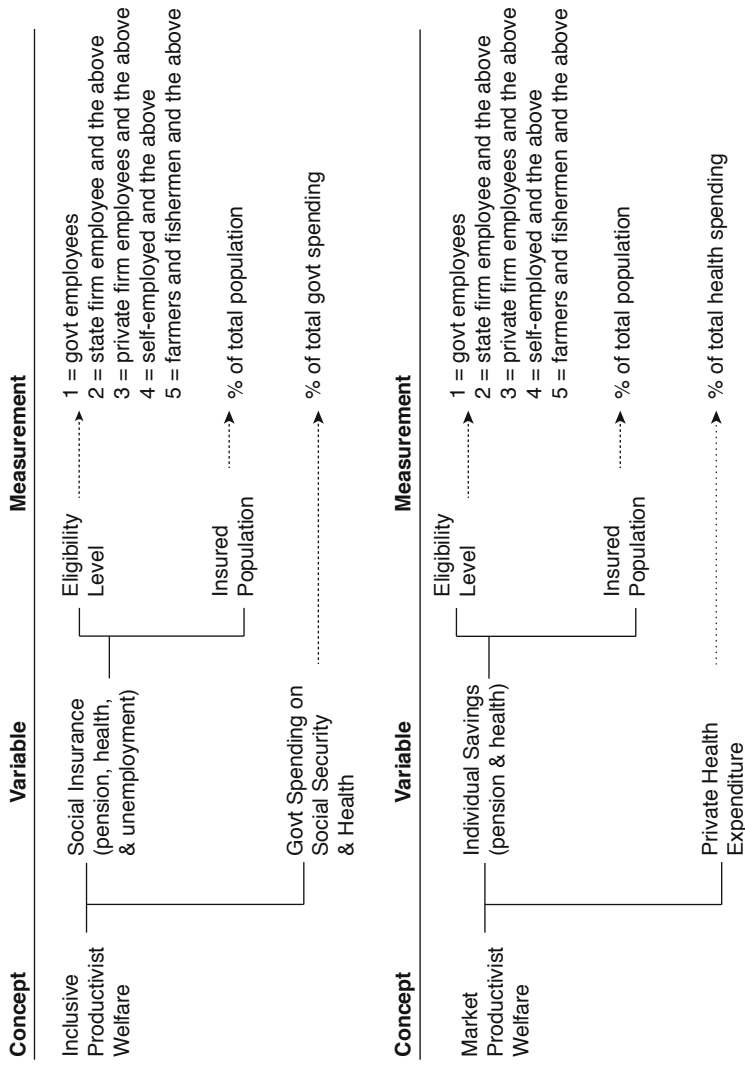 Concept Variable Measurement
Inclusive
Productivist
Welfare
Social Insurance
(pension, health,
& unemployment)
Eligibility
Level
1 = govt employees
2 = state firm employee and the above
3 = private firm employees and the above
4 = self-employed and the above
5 = farmers and fishermen and the above
Insured
Population
% of total population
Govt Spending on
Social Security
& Health
% of total govt spending
Concept Variable Measurement
Market
Productivist
Welfare
Individual Savings
(pension & health)
Eligibility
Level
1 = govt employees
2 = state firm employee and the above
3 = private firm employees and the above
4 = self-employed and the above
5 = farmers and fishermen and the above
Insured
Population
% of total population
Private Health
Expenditure
% of total health spending